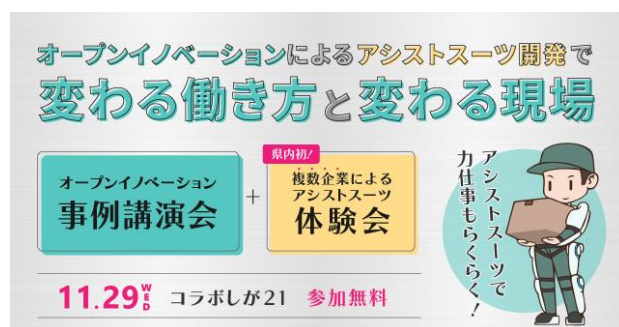 オープンイノベーションによるアシストスーツ開発で
変わる働き方と変わる現場
オープンイノベーション
事例講演会
+
県内初!
複数企業による
アシストスーツ
体験会
アシストスーツで
力仕事もらくらく!
11.29 WED コラボしが21 参加無料